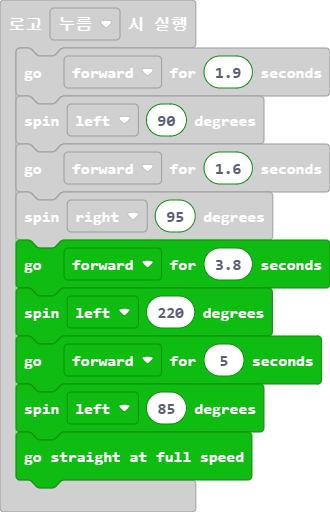 로고 누름 시 실행
go forward for 1.9 seconds
spin left 90 degrees
go forward for 1.6 seconds
spin right 95 degrees
go forward for 3.8 seconds
spin left 220 degrees
go forward for 5 seconds
spin left 85 degrees
go straight at full speed